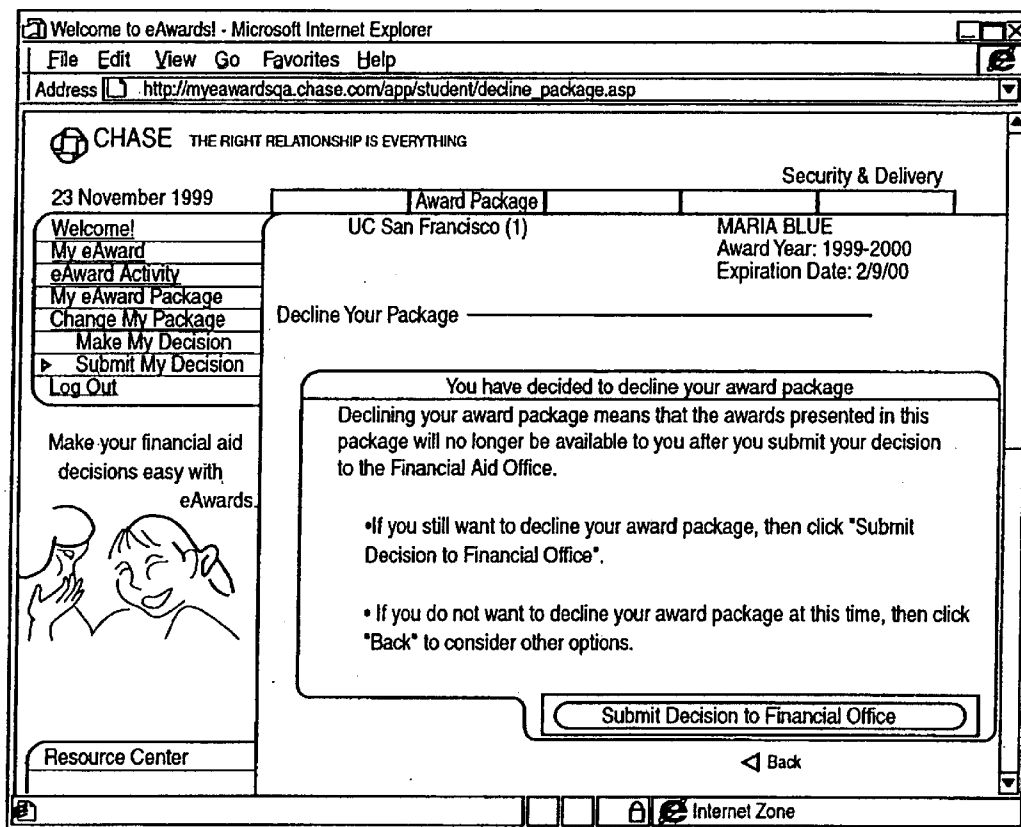 Welcome to eAwards! - Microsoft Internet Explorer
File Edit View Go Favorites Help
Address http://myeawardsqa.chase.com/app/student/decline_package.asp
CHASE THE RIGHT RELATIONSHIP IS EVERYTHING
Security & Delivery
23 November 1999
Award Package
Welcome!
My eAward
eAward Activity
My eAward Package
Change My Package
Make My Decision
Submit My Decision
Log Out
Make your financial aid
decisions easy with
eAwards.
Resource Center
UC San Francisco (1)
MARIA BLUE
Award Year: 1999-2000
Expiration Date: 2/9/00
Decline Your Package
You have decided to decline your award package
Declining your award package means that the awards presented in this
package will no longer be available to you after you submit your decision
to the Financial Aid Office.
•If you still want to decline your award package, then click "Submit
Decision to Financial Office".
• If you do not want to decline your award package at this time, then click
"Back" to consider other options.
Submit Decision to Financial Office
Back
Internet Zone